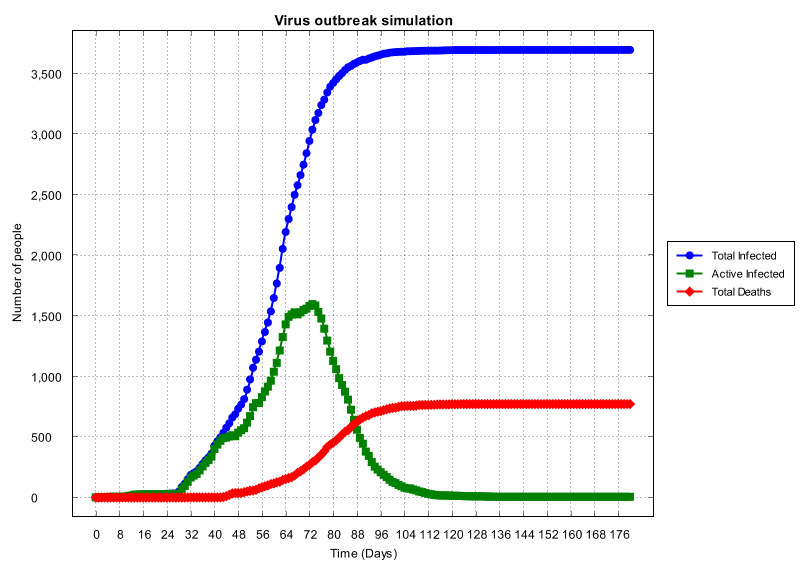 Virus outbreak simulation
Number of people
3,500
3,000
2,500
2,000
1,500
1,000
500
0
0 8 16 24 32 40 48 56 64 72 80 88 96 104 112 120 128 136 144 152 160 168 176
Time (Days)
Total Infected
Active Infected
Total Deaths